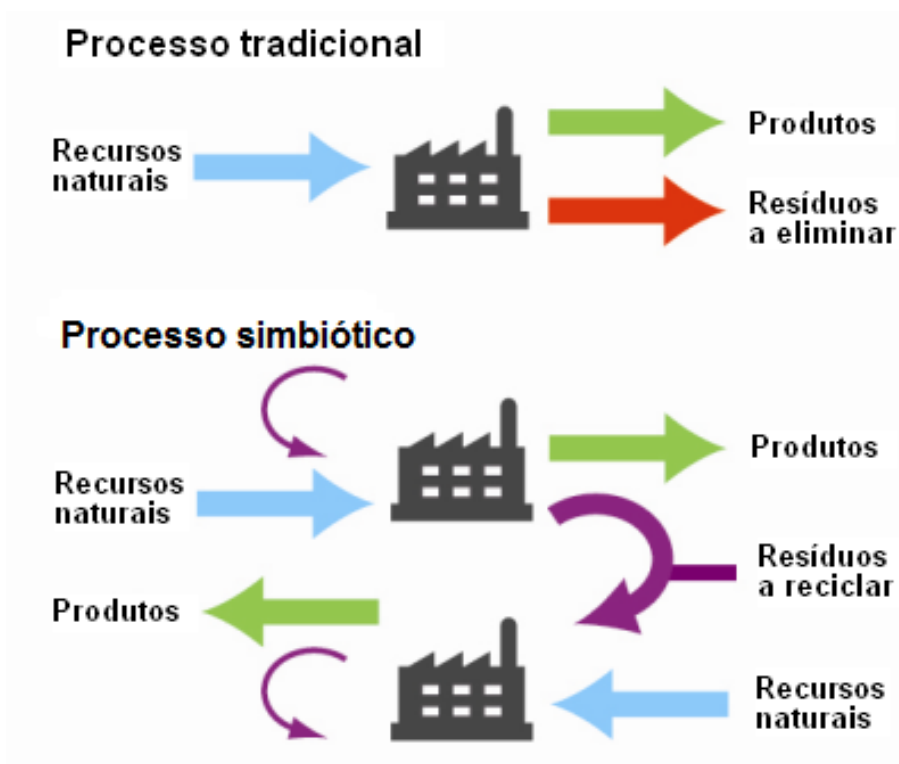 Processo tradicional
Recursos
naturais
Produtos
Resíduos
a eliminar
Processo simbiótico
Recursos
naturais
Produtos
Resíduos
a reciclar
Produtos
Recursos
naturais